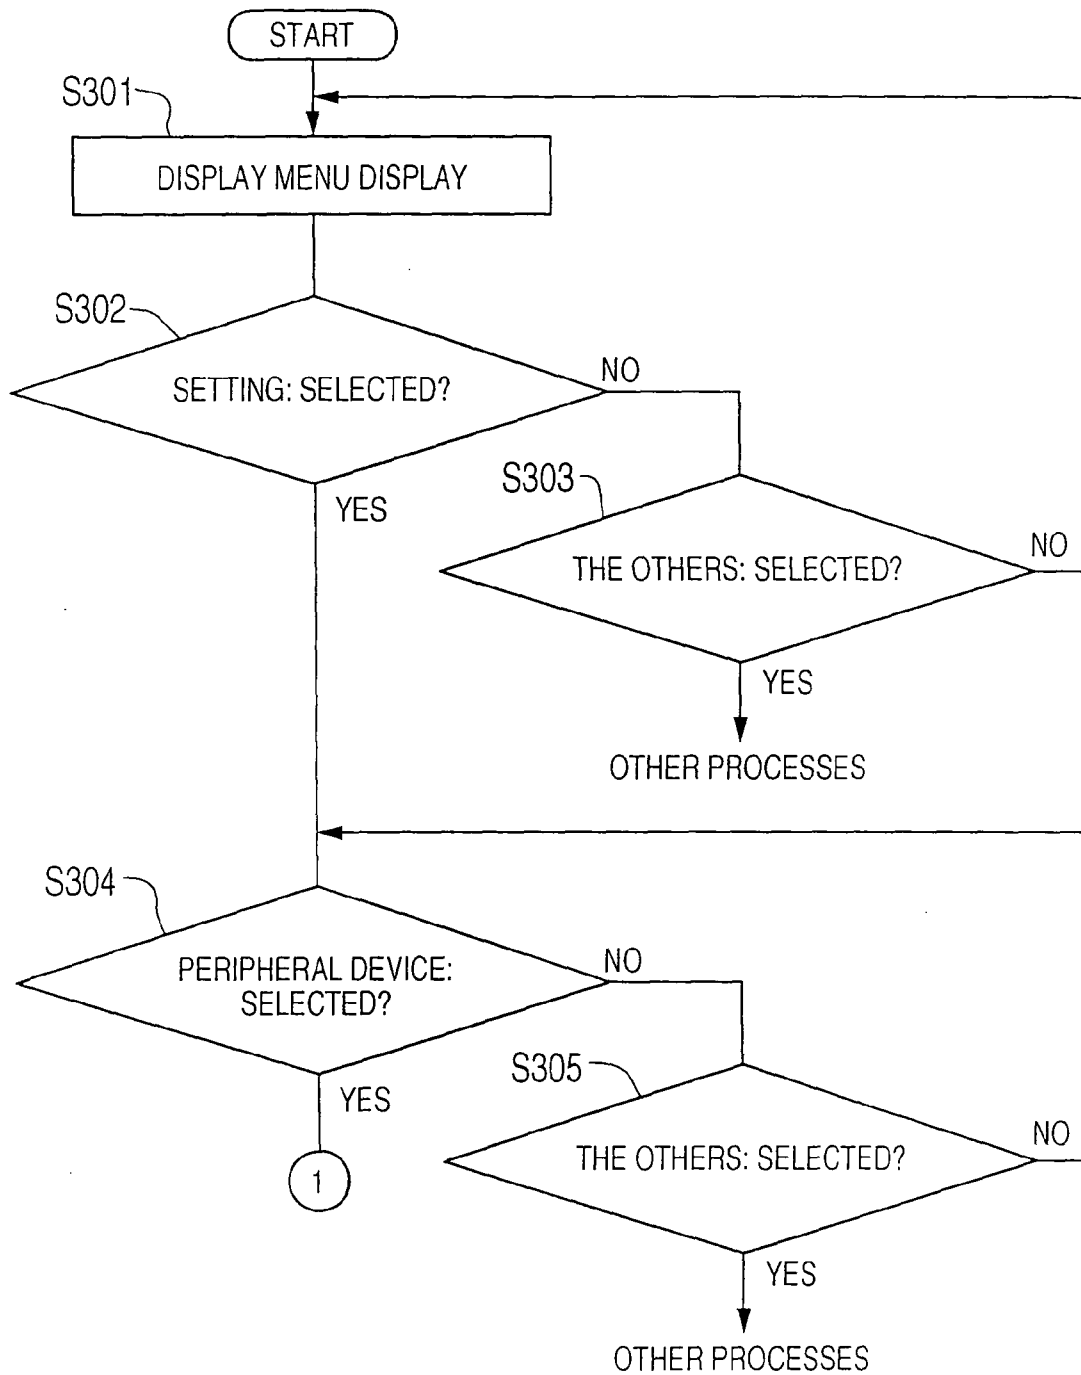 START
S301
DISPLAY MENU DISPLAY
S302
SETTING: SELECTED?
NO
YES
S303
THE OTHERS: SELECTED?
NO
YES
OTHER PROCESSES
S304
PERIPHERAL DEVICE:
SELECTED?
NO
YES
1
S305
THE OTHERS: SELECTED?
NO
YES
OTHER PROCESSES